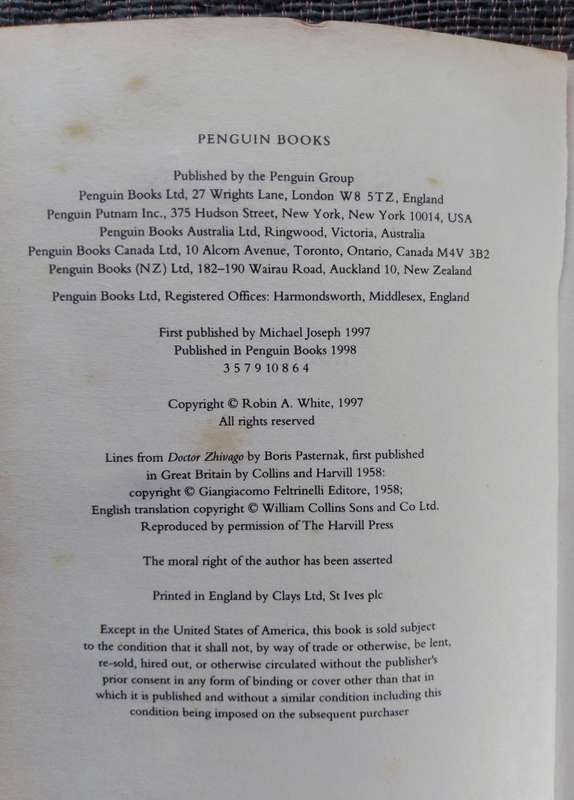 PENGUIN BOOKS
Published by the Penguin Group
Penguin Books Ltd, 27 Wrights Lane, London W8 5TZ, England
Penguin Putnam Inc., 375 Hudson Street, New York, New York 10014, USA
Penguin Books Australia Ltd, Ringwood, Victoria, Australia
Penguin Books Canada Ltd, 10 Alcorn Avenue, Toronto, Ontario, Canada M4V 3B2
Penguin Books (NZ) Ltd, 182–190 Wairau Road, Auckland 10, New Zealand
Penguin Books Ltd, Registered Offices: Harmondsworth, Middlesex, England
First published by Michael Joseph 1997
Published in Penguin Books 1998
3 5 7 9 10 8 6 4
Copyright © Robin A. White, 1997
All rights reserved
Lines from Doctor Zhivago by Boris Pasternak, first published
in Great Britain by Collins and Harvill 1958:
copyright © Giangiacomo Feltrinelli Editore, 1958;
English translation copyright © William Collins Sons and Co Ltd.
Reproduced by permission of The Harvill Press
The moral right of the author has been asserted
Printed in England by Clays Ltd, St Ives plc
Except in the United States of America, this book is sold subject
to the condition that it shall not, by way of trade or otherwise, be lent,
re-sold, hired out, or otherwise circulated without the publisher's
prior consent in any form of binding or cover other than that in
which it is published and without a similar condition including this
condition being imposed on the subsequent purchaser